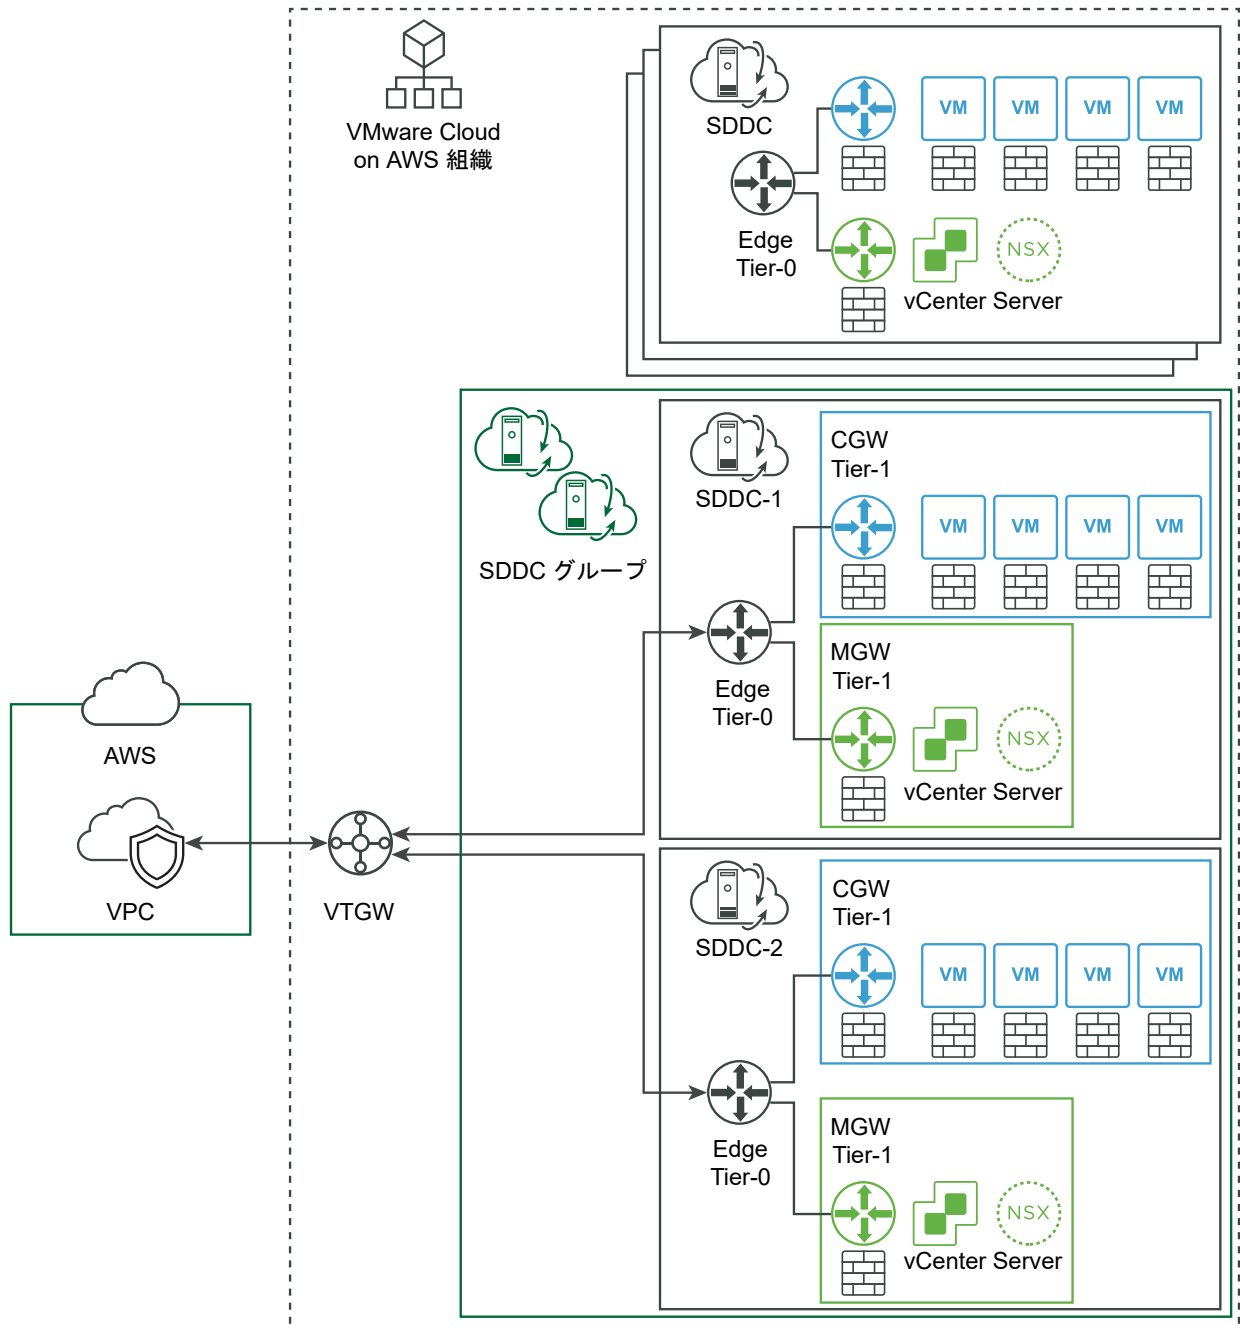 VMware Cloud
on AWS 組織
SDDC
VM VM VM VM
Edge
Tier-0
NSX
vCenter Server
SDDC グループ
SDDC-1
CGW
Tier-1
VM VM VM VM
Edge
Tier-0
MGW
Tier-1
NSX
vCenter Server
AWS
VPC
VTGW
SDDC-2
CGW
Tier-1
VM VM VM VM
Edge
Tier-0
MGW
Tier-1
NSX
vCenter Server